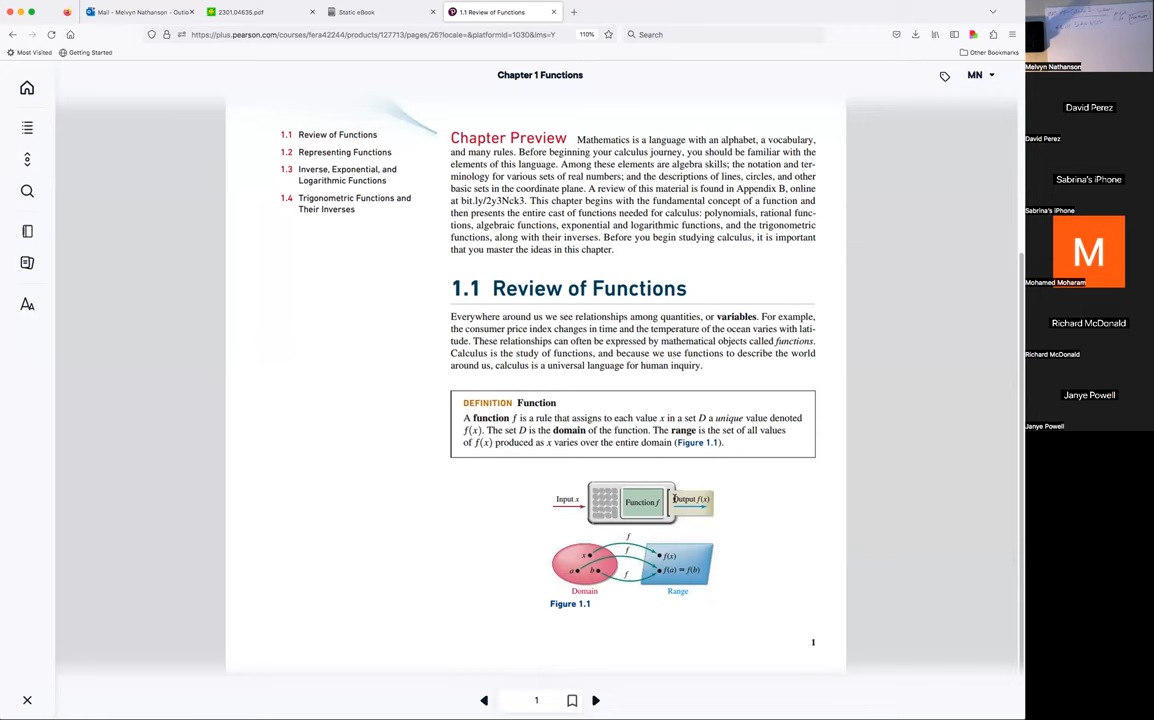 Mail - Melvyn Nathanson - Outlo
2301.04635.pdf
Static eBook
1.1 Review of Functions
https://plus.pearson.com/courses/fera42244/products/127713/pages/26?locale=&platformId=1030&lms=Y
110%
Search
Most Visited
Getting Started
Other Bookmarks
Chapter 1 Functions
MN
1.1 Review of Functions
1.2 Representing Functions
1.3 Inverse, Exponential, and
Logarithmic Functions
1.4 Trigonometric Functions and
Their Inverses
Chapter Preview Mathematics is a language with an alphabet, a vocabulary,
and many rules. Before beginning your calculus journey, you should be familiar with the
elements of this language. Among these elements are algebra skills; the notation and ter-
minology for various sets of real numbers; and the descriptions of lines, circles, and other
basic sets in the coordinate plane. A review of this material is found in Appendix B, online
at bit.ly/2y3Nck3. This chapter begins with the fundamental concept of a function and
then presents the entire cast of functions needed for calculus: polynomials, rational func-
tions, algebraic functions, exponential and logarithmic functions, and the trigonometric
functions, along with their inverses. Before you begin studying calculus, it is important
that you master the ideas in this chapter.
1.1 Review of Functions
Everywhere around us we see relationships among quantities, or variables. For example,
the consumer price index changes in time and the temperature of the ocean varies with lati-
tude. These relationships can often be expressed by mathematical objects called functions.
Calculus is the study of functions, and because we use functions to describe the world
around us, calculus is a universal language for human inquiry.
DEFINITION Function
A function f is a rule that assigns to each value x in a set D a unique value denoted
f(x). The set D is the domain of the function. The range is the set of all values
of f(x) produced as x varies over the entire domain (Figure 1.1).
Input x
Function f
Output f(x)
f
f
f
x
a
b
f(x)
f(a) = f(b)
Domain
Range
Figure 1.1
1
1
Melvyn Nathanson
David Perez
David Perez
Sabrina's iPhone
Sabrina's iPhone
M
Mohamed Moharam
Richard McDonald
Richard McDonald
Janye Powell
Janye Powell